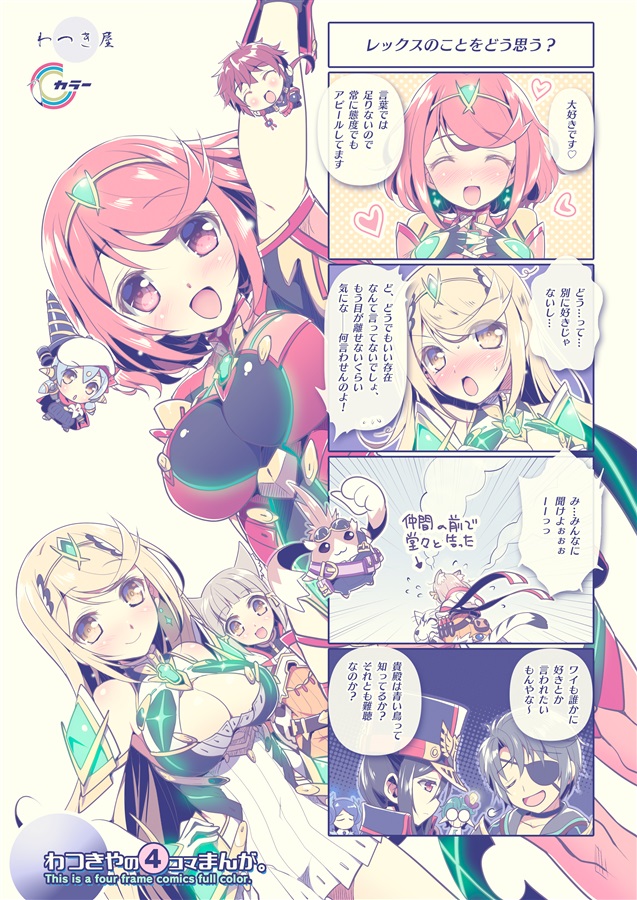 わつき屋
カラー
レックスのことをどう思う？
大好きです♡
言葉では
足りないので
常に態度でも
アピールしてます
どう…って…
別に好きじゃ
ないし…
ど、どうでもいい存在
なんて言ってないでしょ、
もう目が離せないくらい
気にな――何言わせんのよ！
み…みんなに
聞けよぉぉぉ
ーーっっ
仲間の前で
堂々と告った
ワイも誰かに
好きとか
言われたい
もんやな～
貴殿は青い鳥って
知ってるか？
それとも難聴
なのか？
わつきやの4コマまんが。
This is a four frame comics full color.